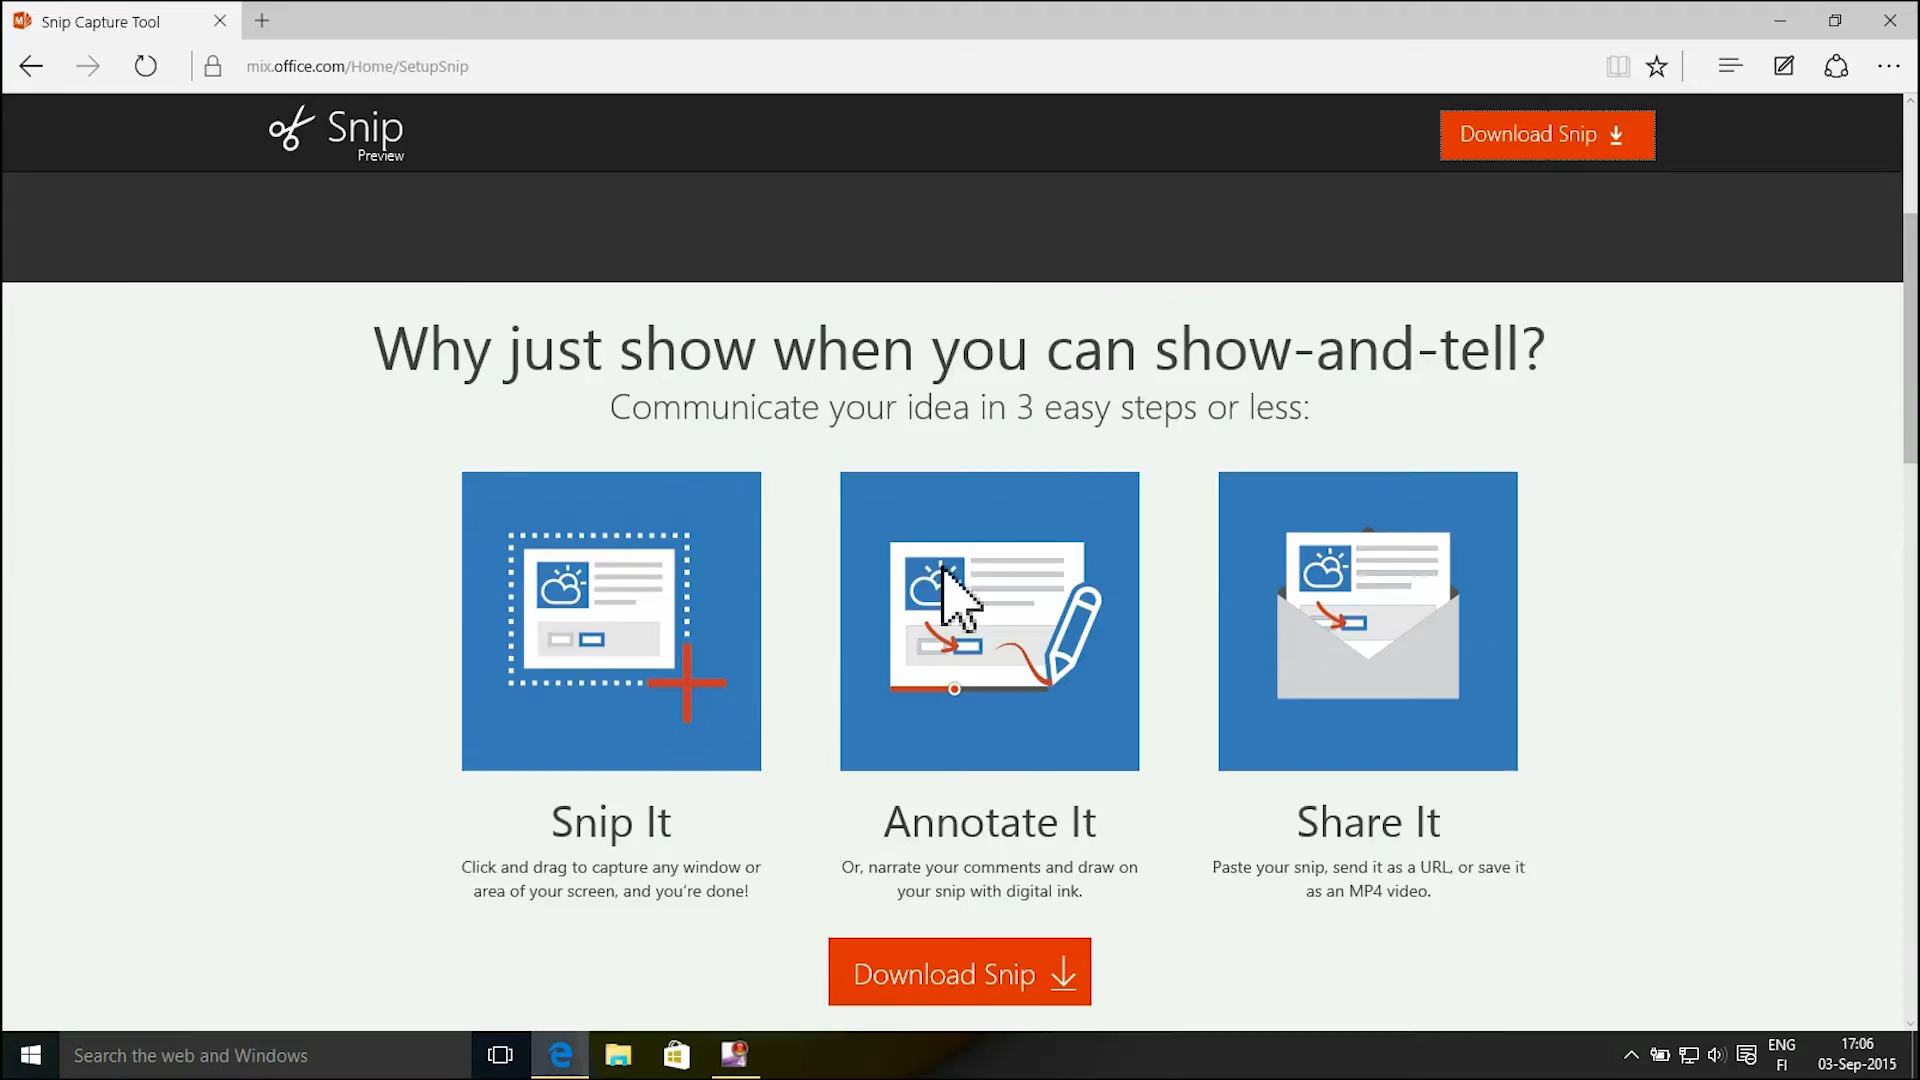 Snip Capture Tool
mix.office.com/Home/SetupSnip
Snip
Preview
Download Snip
Why just show when you can show-and-tell?
Communicate your idea in 3 easy steps or less:
Snip It
Click and drag to capture any window or
area of your screen, and you're done!
Annotate It
Or, narrate your comments and draw on
your snip with digital ink.
Share It
Paste your snip, send it as a URL, or save it
as an MP4 video.
Download Snip
Search the web and Windows
ENG
FI
17:06
03-Sep-2015